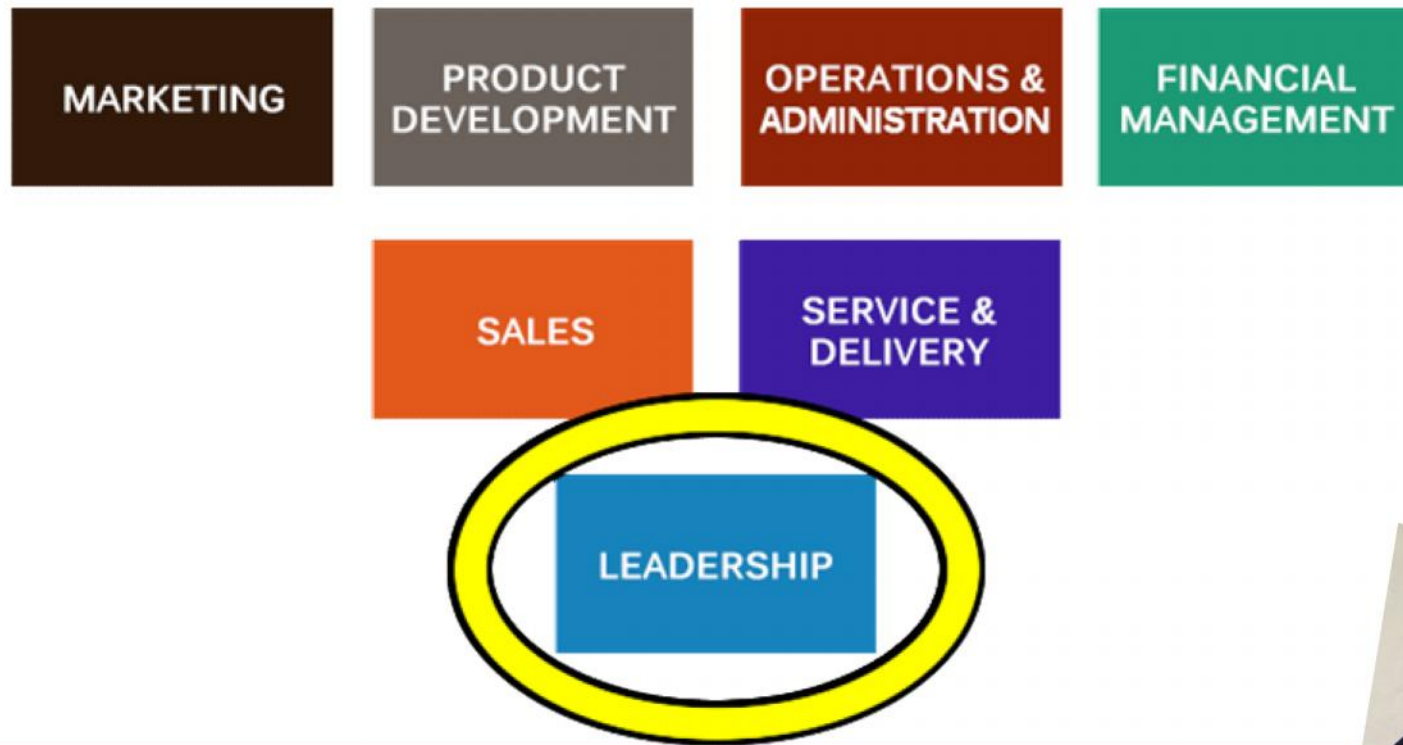 MARKETING
PRODUCT
DEVELOPMENT
OPERATIONS &
ADMINISTRATION
FINANCIAL
MANAGEMENT
SALES
SERVICE &
DELIVERY
LEADERSHIP